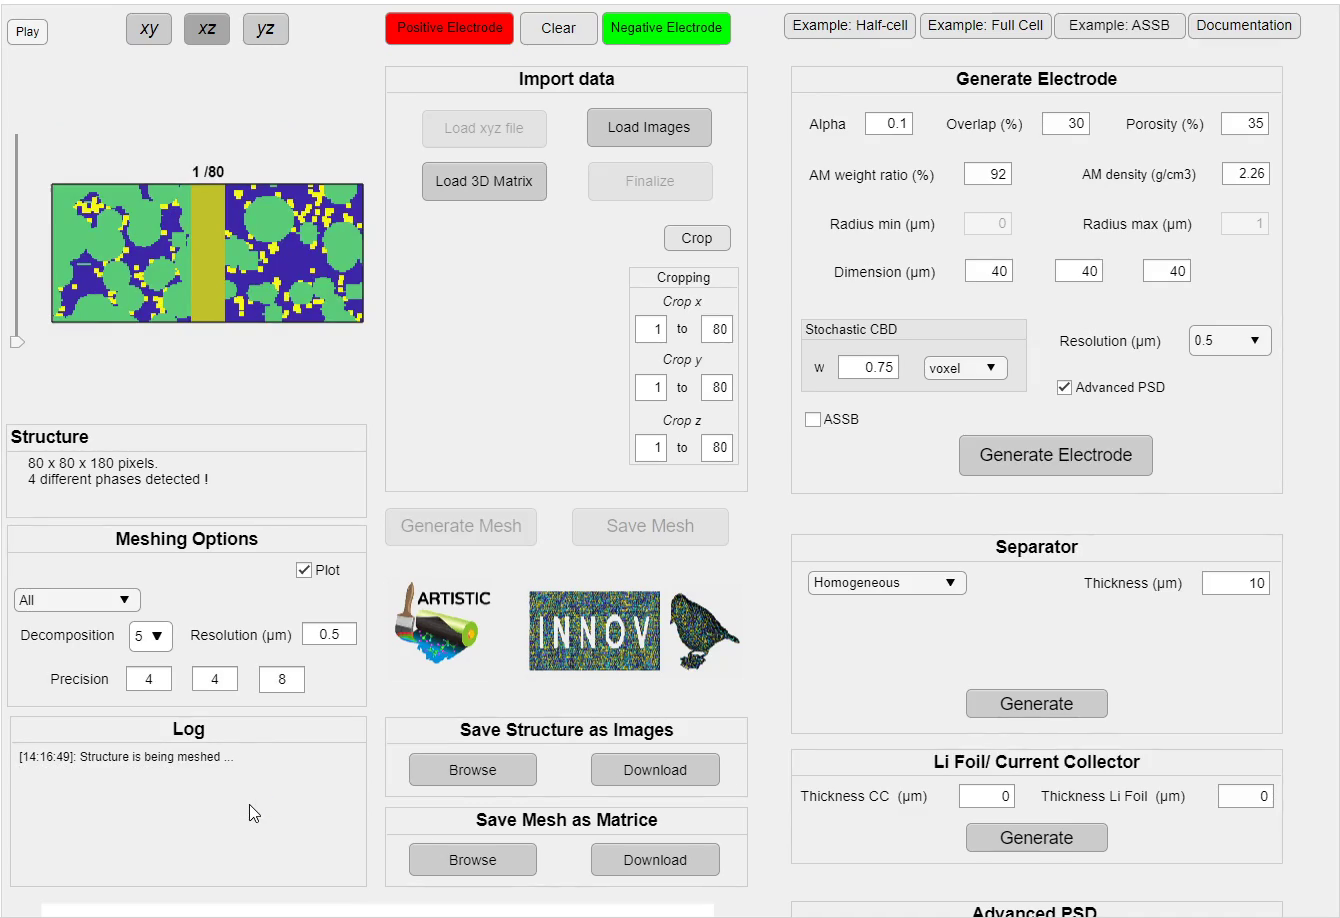 Play
xy
xz
yz
Positive Electrode
Clear
Negative Electrode
Example: Half-cell
Example: Full Cell
Example: ASSB
Documentation
1 /80
Structure
80 x 80 x 180 pixels.
4 different phases detected !
Meshing Options
Plot
All
Decomposition
5
Resolution (μm)
0.5
Precision
4
4
8
Log
[14:16:49]: Structure is being meshed ...
Import data
Load xyz file
Load Images
Load 3D Matrix
Finalize
Crop
Cropping
Crop x
1 to 80
Crop y
1 to 80
Crop z
1 to 80
Generate Mesh
Save Mesh
ARTISTIC
INNOV
Save Structure as Images
Browse
Download
Save Mesh as Matrice
Browse
Download
Generate Electrode
Alpha 0.1 Overlap (%) 30 Porosity (%) 35
AM weight ratio (%) 92 AM density (g/cm3) 2.26
Radius min (μm) 0 Radius max (μm) 1
Dimension (μm) 40 40 40
Stochastic CBD
w 0.75 voxel
Resolution (μm) 0.5
Advanced PSD
ASSB
Generate Electrode
Separator
Homogeneous Thickness (μm) 10
Generate
Li Foil/ Current Collector
Thickness CC (μm) 0 Thickness Li Foil (μm) 0
Generate
Advanced PSD